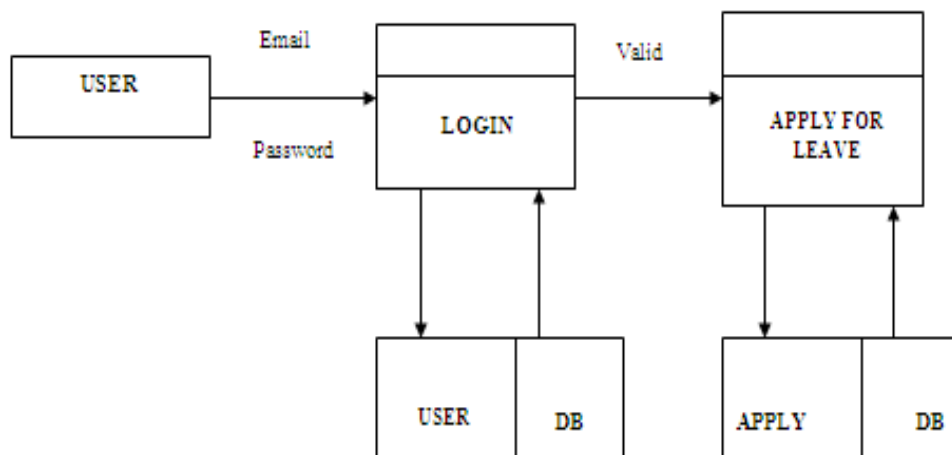 Email
Valid
USER
LOGIN
APPLY FOR
LEAVE
Password
USER
DB
APPLY
DB